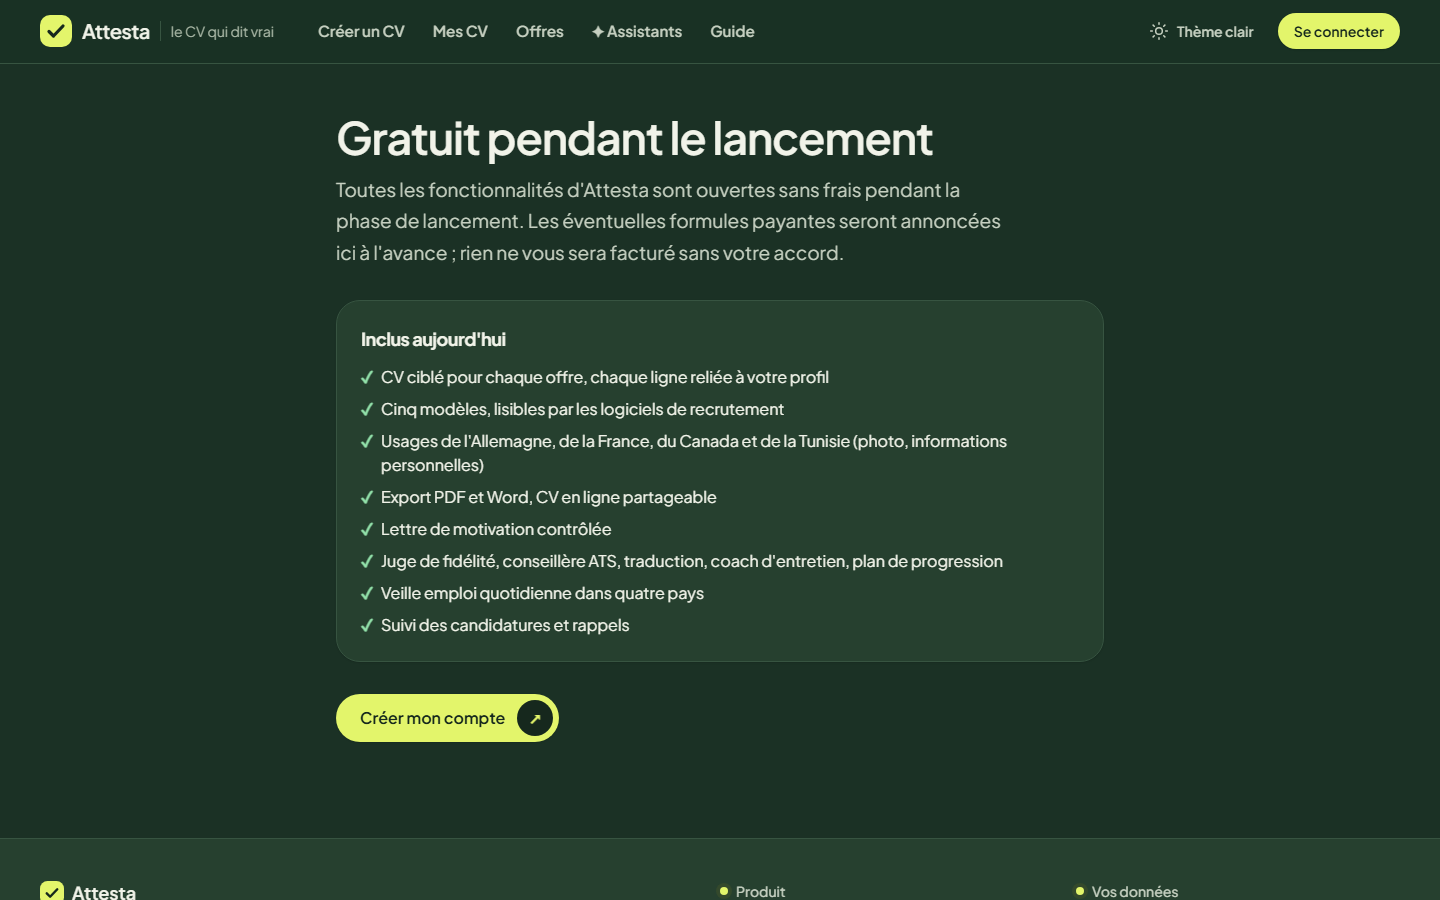 Attesta
le CV qui dit vrai
Créer un CV
Mes CV
Offres
✦ Assistants
Guide
Thème clair
Se connecter
Gratuit pendant le lancement
Toutes les fonctionnalités d'Attesta sont ouvertes sans frais pendant la
phase de lancement. Les éventuelles formules payantes seront annoncées
ici à l'avance ; rien ne vous sera facturé sans votre accord.
Inclus aujourd'hui
✓ CV ciblé pour chaque offre, chaque ligne reliée à votre profil
✓ Cinq modèles, lisibles par les logiciels de recrutement
✓ Usages de l'Allemagne, de la France, du Canada et de la Tunisie (photo, informations
personnelles)
✓ Export PDF et Word, CV en ligne partageable
✓ Lettre de motivation contrôlée
✓ Juge de fidélité, conseillère ATS, traduction, coach d'entretien, plan de progression
✓ Veille emploi quotidienne dans quatre pays
✓ Suivi des candidatures et rappels
Créer mon compte ↗
Attesta
Produit
Vos données